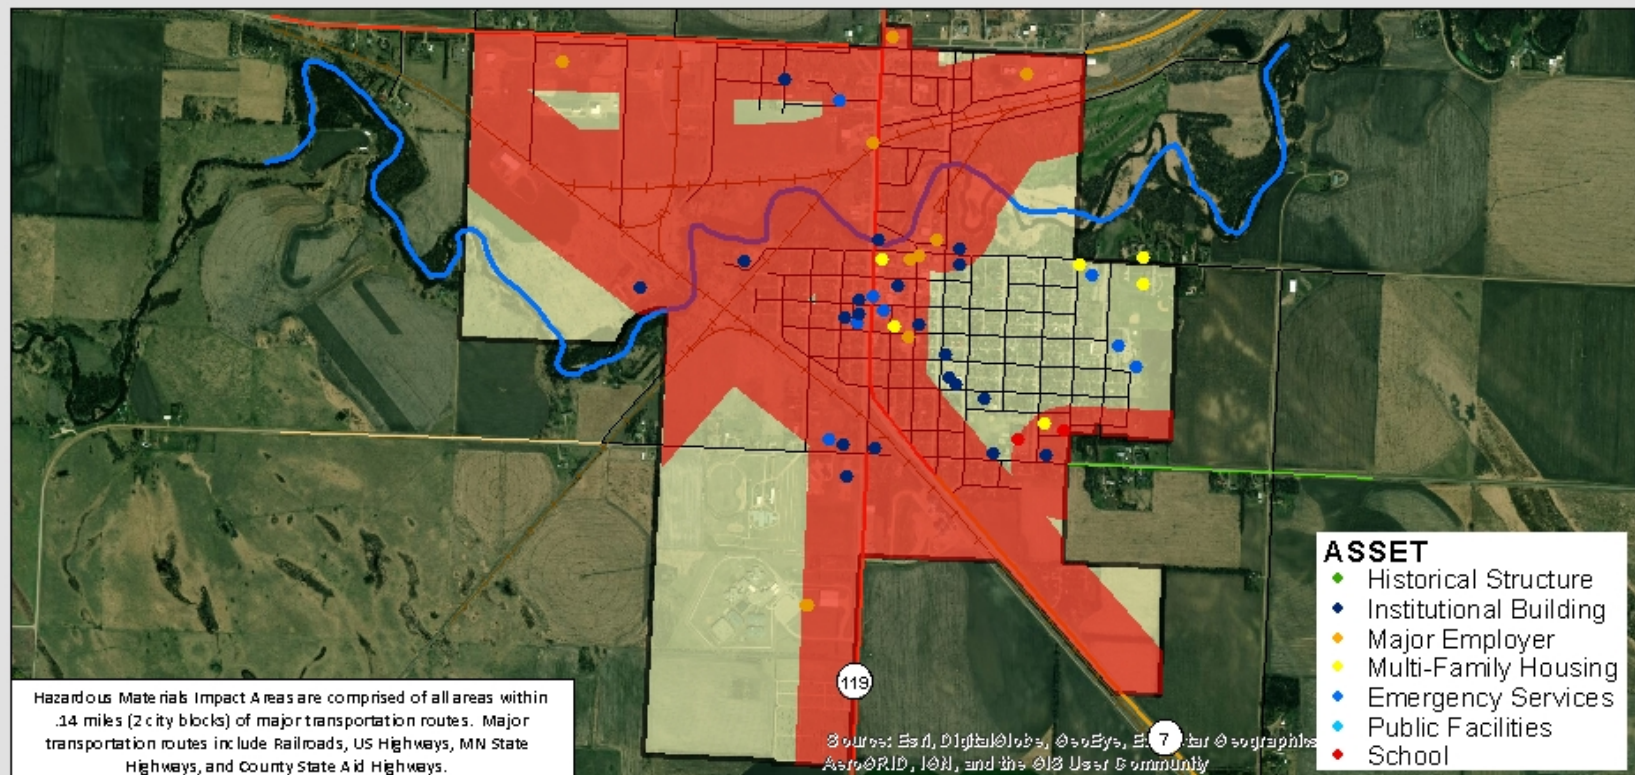 ASSET
Historical Structure
Institutional Building
Major Employer
Multi-Family Housing
Emergency Services
Public Facilities
School
119
7
Hazardous Materials Impact Areas are comprised of all areas within
.14 miles (2 city blocks) of major transportation routes. Major
transportation routes include Railroads, US Highways, MN State
Highways, and County State Aid Highways.
Source: Esri, DigitalGlobe, GeoEye, Geographics
AeroGRID, IGN, and the GIS User Community